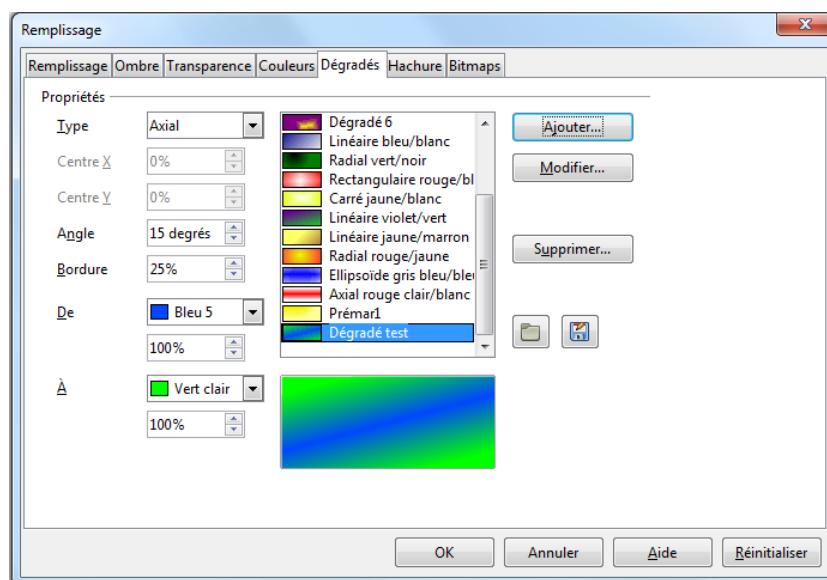 Remplissage
Remplissage Ombre Transparence Couleurs Dégradés Hachure Bitmaps
Propriétés
Type Axial
Centre X 0%
Centre Y 0%
Angle 15 degrés
Bordure 25%
De Bleu 5
100%
À Vert clair
100%
Dégradé 6
Linéaire bleu/blanc
Radial vert/noir
Rectangulaire rouge/bl
Carré jaune/blanc
Linéaire violet/vert
Linéaire jaune/marron
Radial rouge/jaune
Ellipsoïde gris bleu/bleu
Axial rouge clair/blanc
Prémar1
Dégradé test
Ajouter...
Modifier...
Supprimer...
OK Annuler Aide Réinitialiser